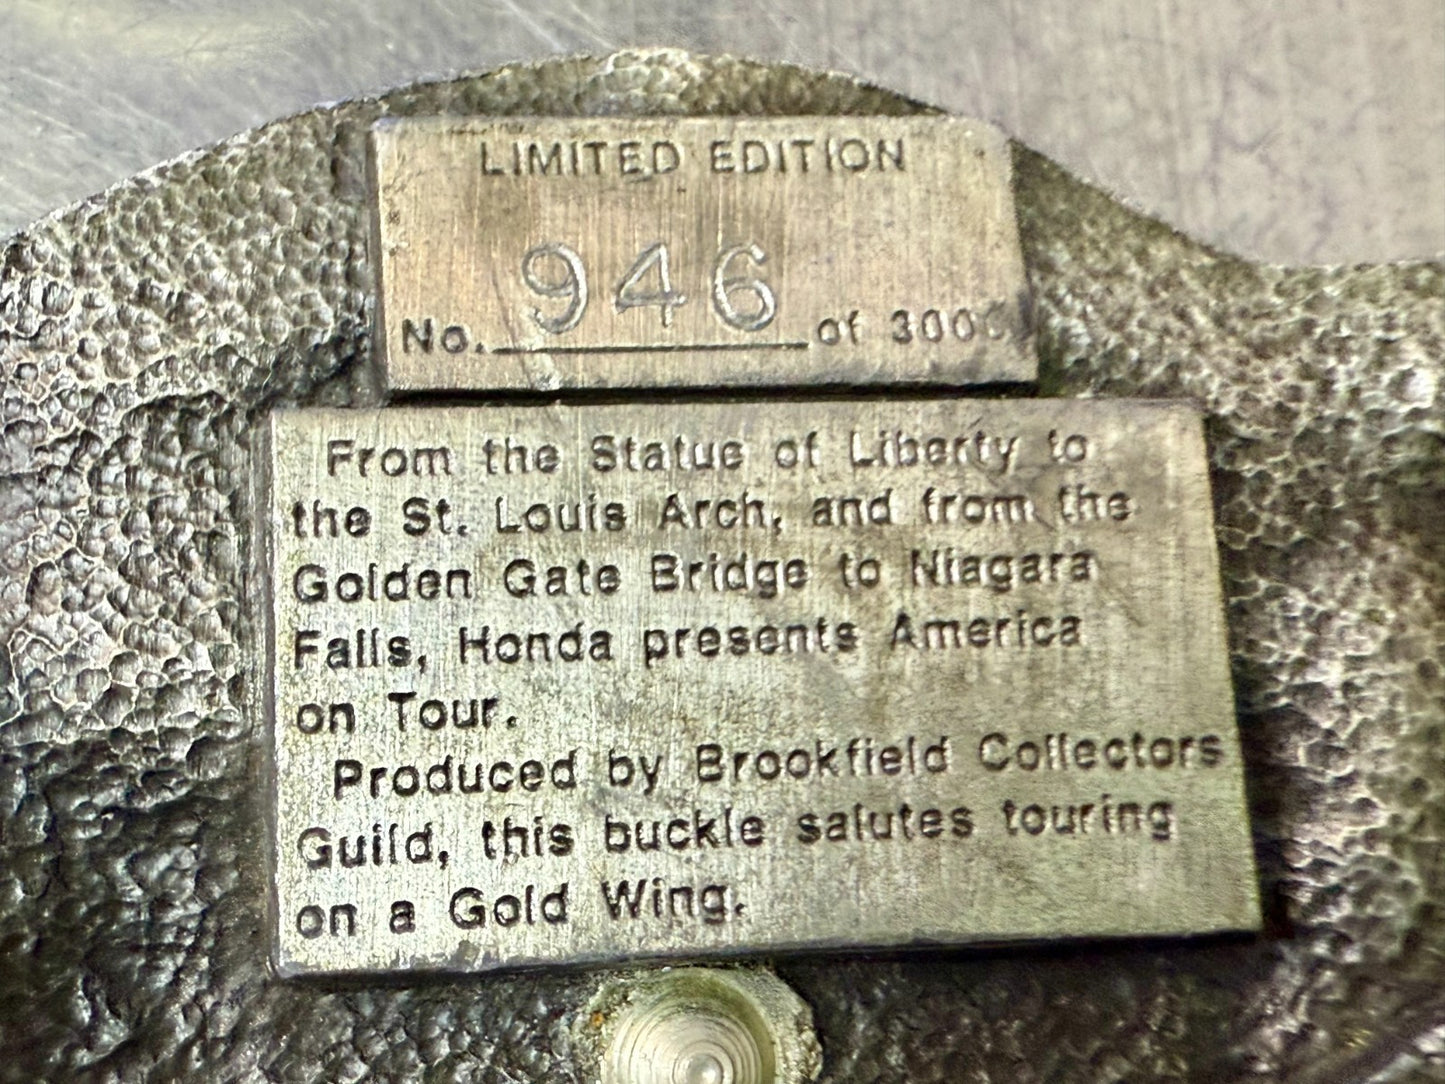 LIMITED EDITION
No. 946 of 3000
From the Statue of Liberty to
the St. Louis Arch, and from the
Golden Gate Bridge to Niagara
Falls, Honda presents America
on Tour.
Produced by Brookfield Collectors
Guild, this buckle salutes touring
on a Gold Wing.